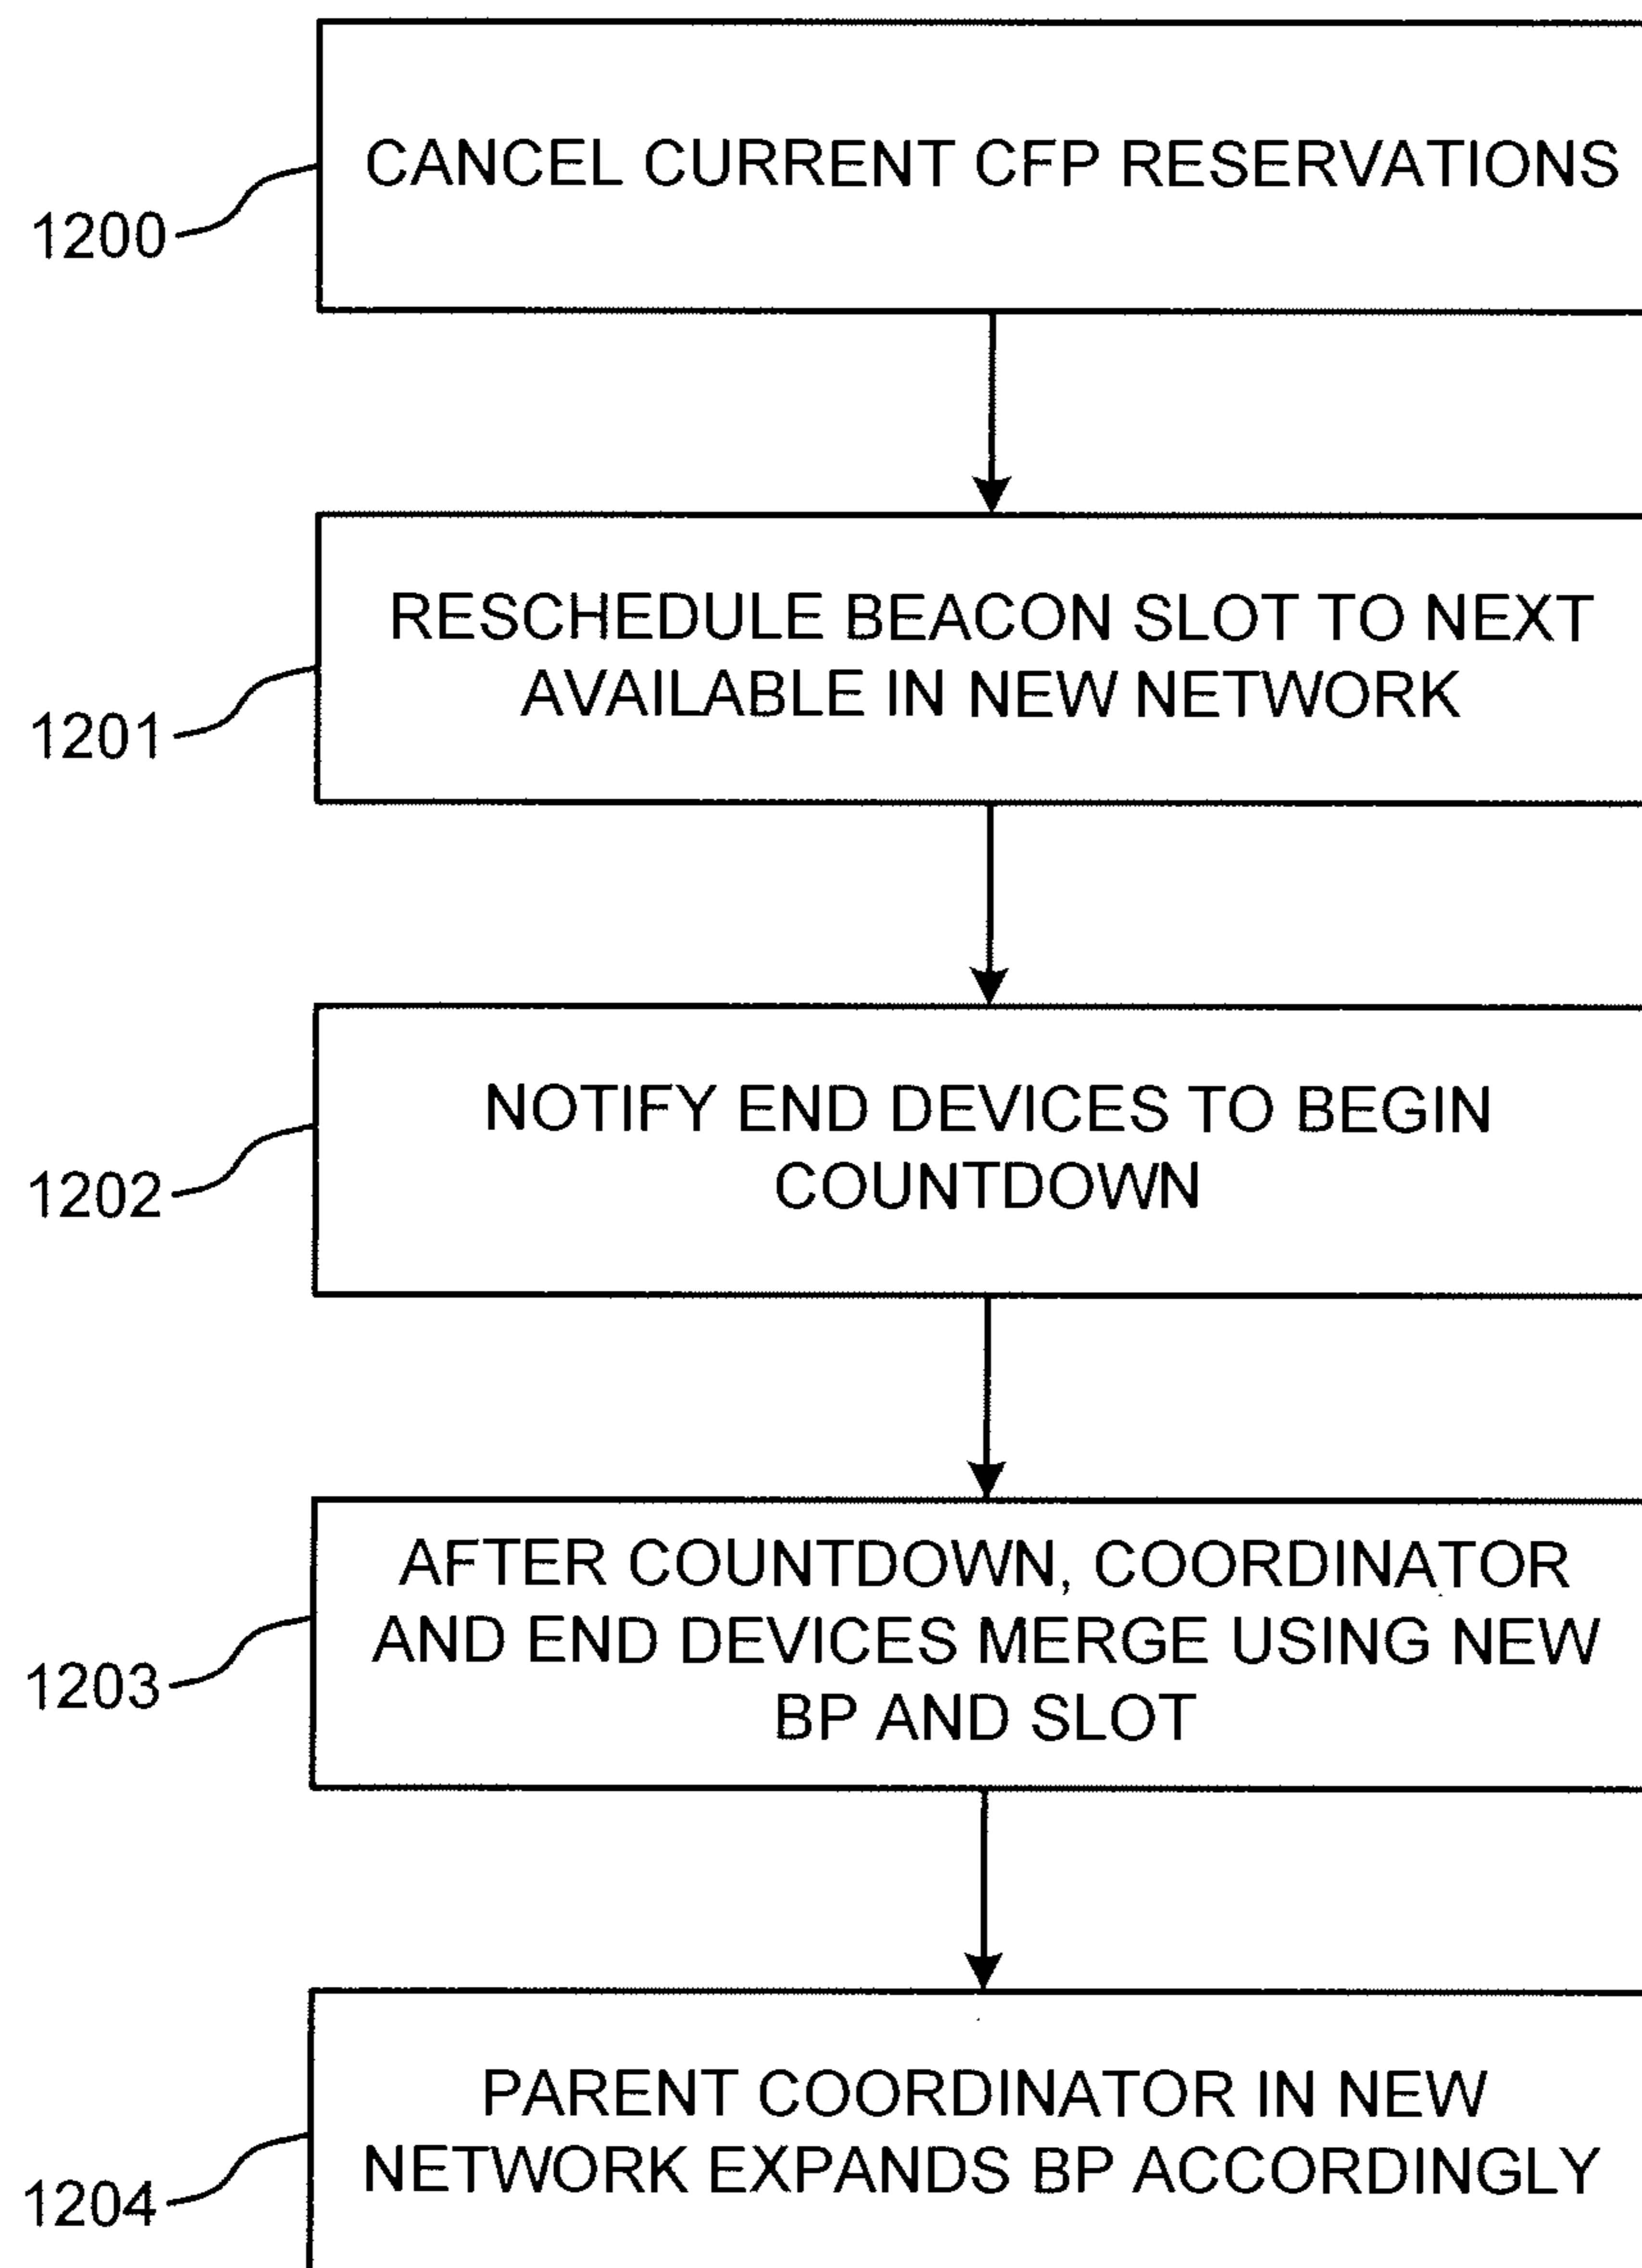 CANCEL CURRENT CFP RESERVATIONS
1200
RESCHEDULE BEACON SLOT TO NEXT
AVAILABLE IN NEW NETWORK
1201
NOTIFY END DEVICES TO BEGIN
COUNTDOWN
1202
AFTER COUNTDOWN, COORDINATOR
AND END DEVICES MERGE USING NEW
BP AND SLOT
1203
PARENT COORDINATOR IN NEW
NETWORK EXPANDS BP ACCORDINGLY
1204